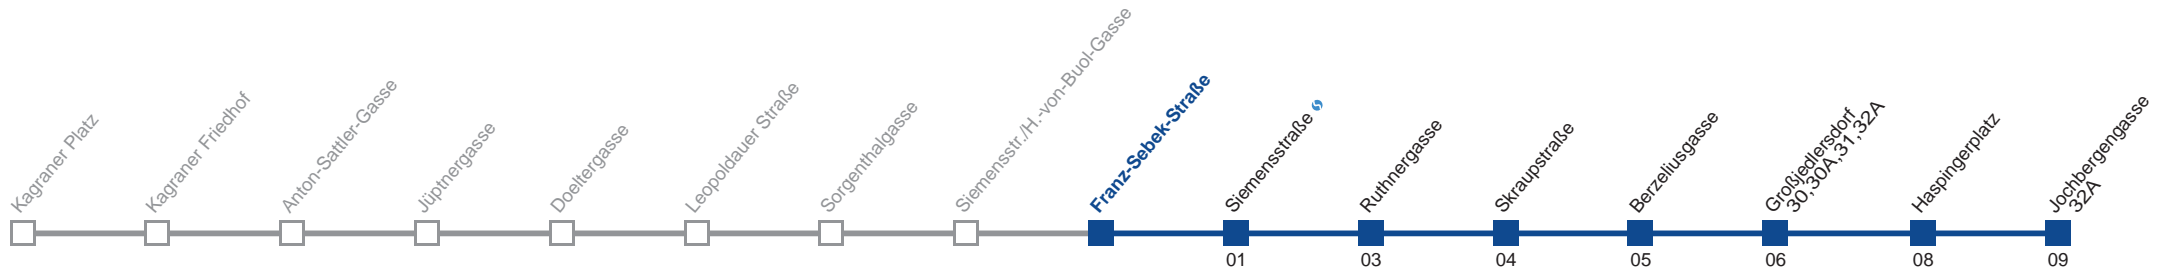 Kagraner Platz
Kagraner Friedhof
Anton-Sattler-Gasse
Jüptnergasse
Doeltergasse
Leopoldauer Straße
Sorgenthalgasse
Siemensstr./H.-von-Buol-Gasse
Franz-Sebek-Straße
Siemensstraße
Ruthnergasse
Skraupstraße
Berzeliusgasse
Großjedlersdorf
30,30A,31,32A
Haspingerplatz
Jochbergengasse
32A
01
03
04
05
06
08
09